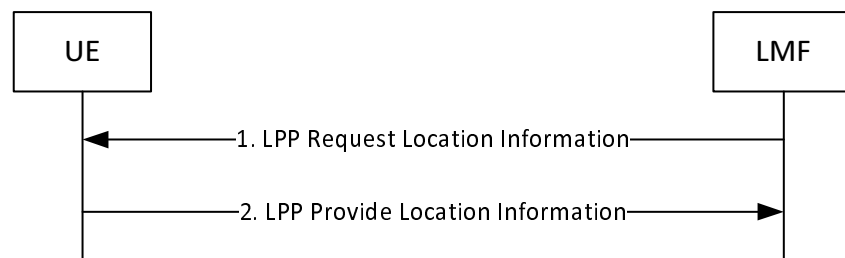 UE
LMF
1. LPP Request Location Information
2. LPP Provide Location Information